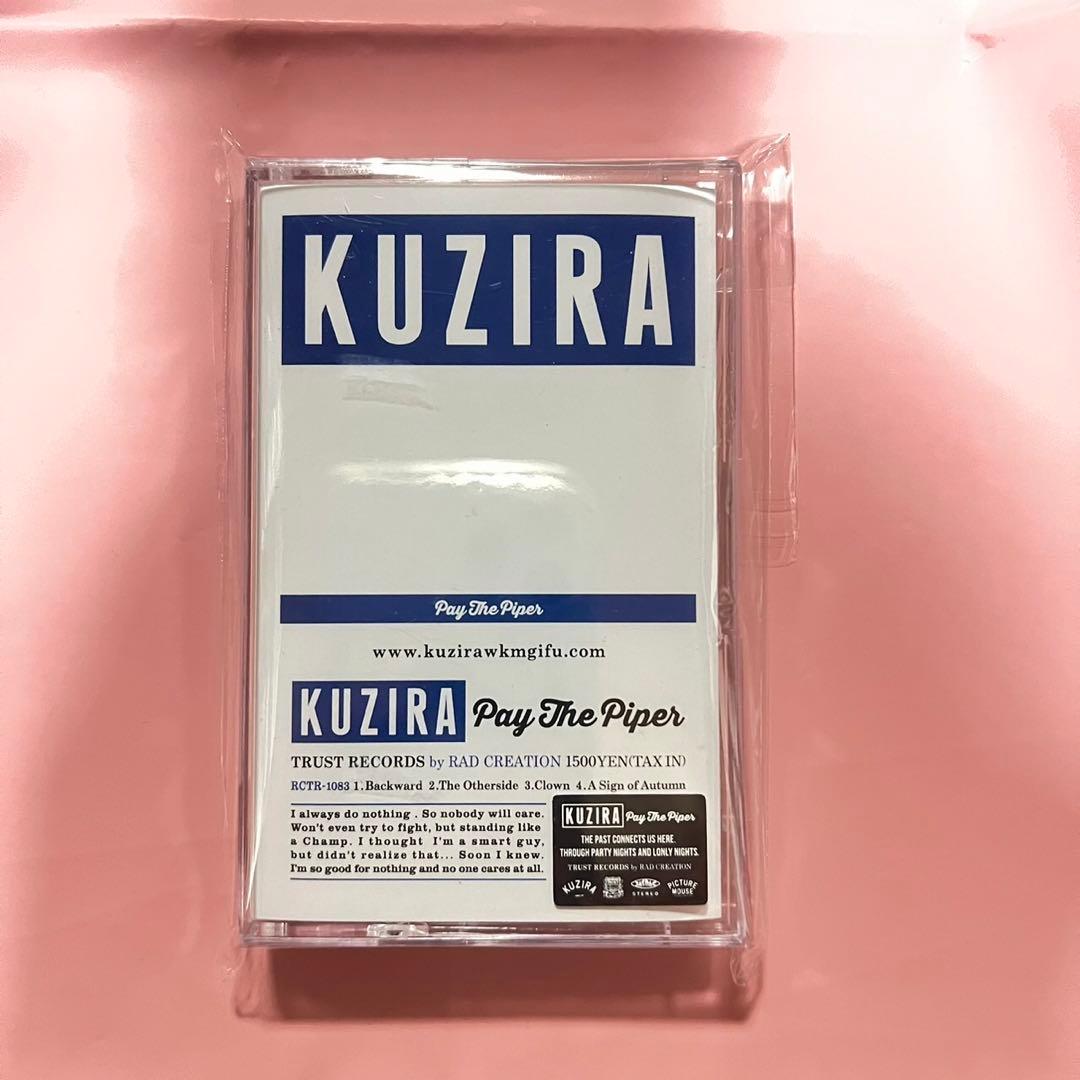 KUZIRA
Pay The Piper
www.kuzirawkmgifu.com
KUZIRA Pay The Piper
TRUST RECORDS by RAD CREATION 1500YEN(TAX IN)
RCTR-1083 1.Backward 2.The Otherside 3.Clown 4.A Sign of Autumn
I always do nothing . So nobody will care.
Won't even try to fight, but standing like
a Champ. I thought I'm a smart guy,
but didn't realize that... Soon I knew.
I'm so good for nothing and no one cares at all.
KUZIRA Pay The Piper
THE PAST CONNECTS US HERE.
THROUGH PARTY NIGHTS AND LONLY NIGHTS.
TRUST RECORDS by RAD CREATION
KUZIRA
STEREO
PICTURE
MOUSE